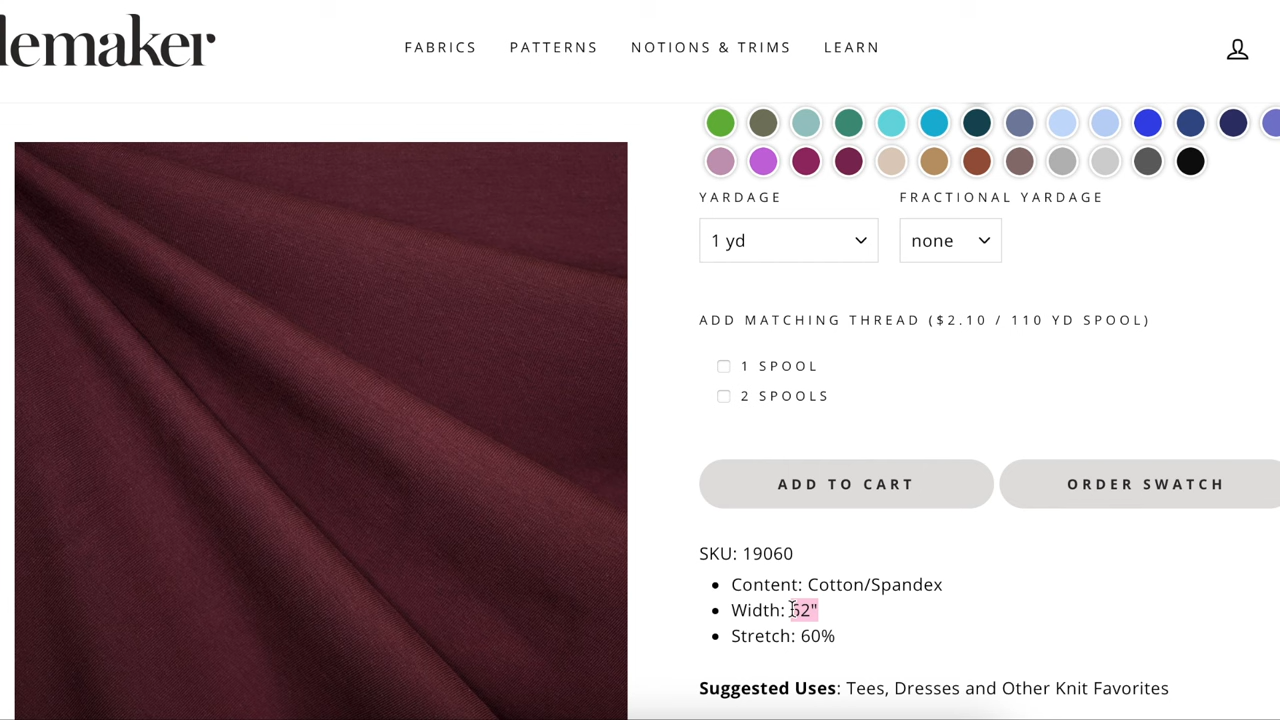 lemaker
FABRICS PATTERNS NOTIONS & TRIMS LEARN
YARDAGE FRACTIONAL YARDAGE
1 yd none
ADD MATCHING THREAD ($2.10 / 110 YD SPOOL)
1 SPOOL
2 SPOOLS
ADD TO CART ORDER SWATCH
SKU: 19060
Content: Cotton/Spandex
Width: 62"
Stretch: 60%
Suggested Uses: Tees, Dresses and Other Knit Favorites